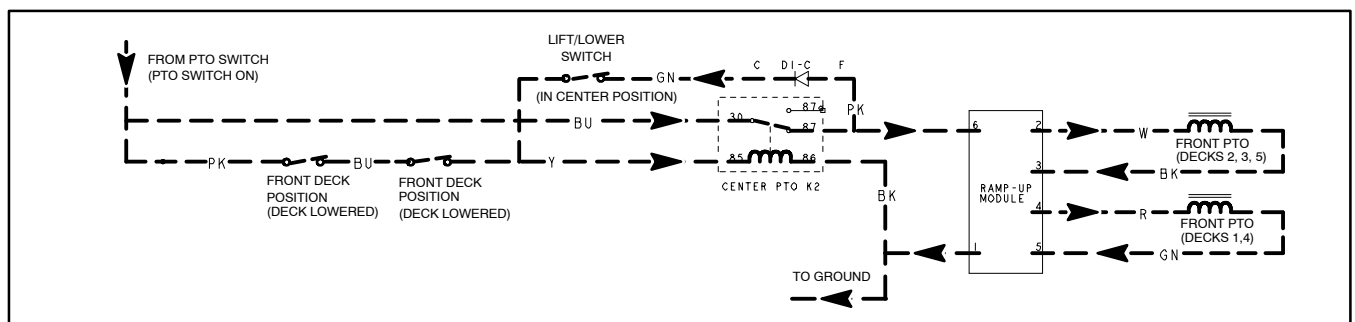 FROM PTO SWITCH
(PTO SWITCH ON)
LIFT/LOWER
SWITCH
(IN CENTER POSITION)
GN
C
D1-C
F
PK
BU
30
87a
87
85
86
CENTER PTO K2
PK
BU
Y
FRONT DECK
POSITION
(DECK LOWERED)
FRONT DECK
POSITION
(DECK LOWERED)
BK
TO GROUND
6
1
RAMP-UP
MODULE
2
3
4
5
W
BK
R
GN
FRONT PTO
(DECKS 2, 3, 5)
FRONT PTO
(DECKS 1,4)